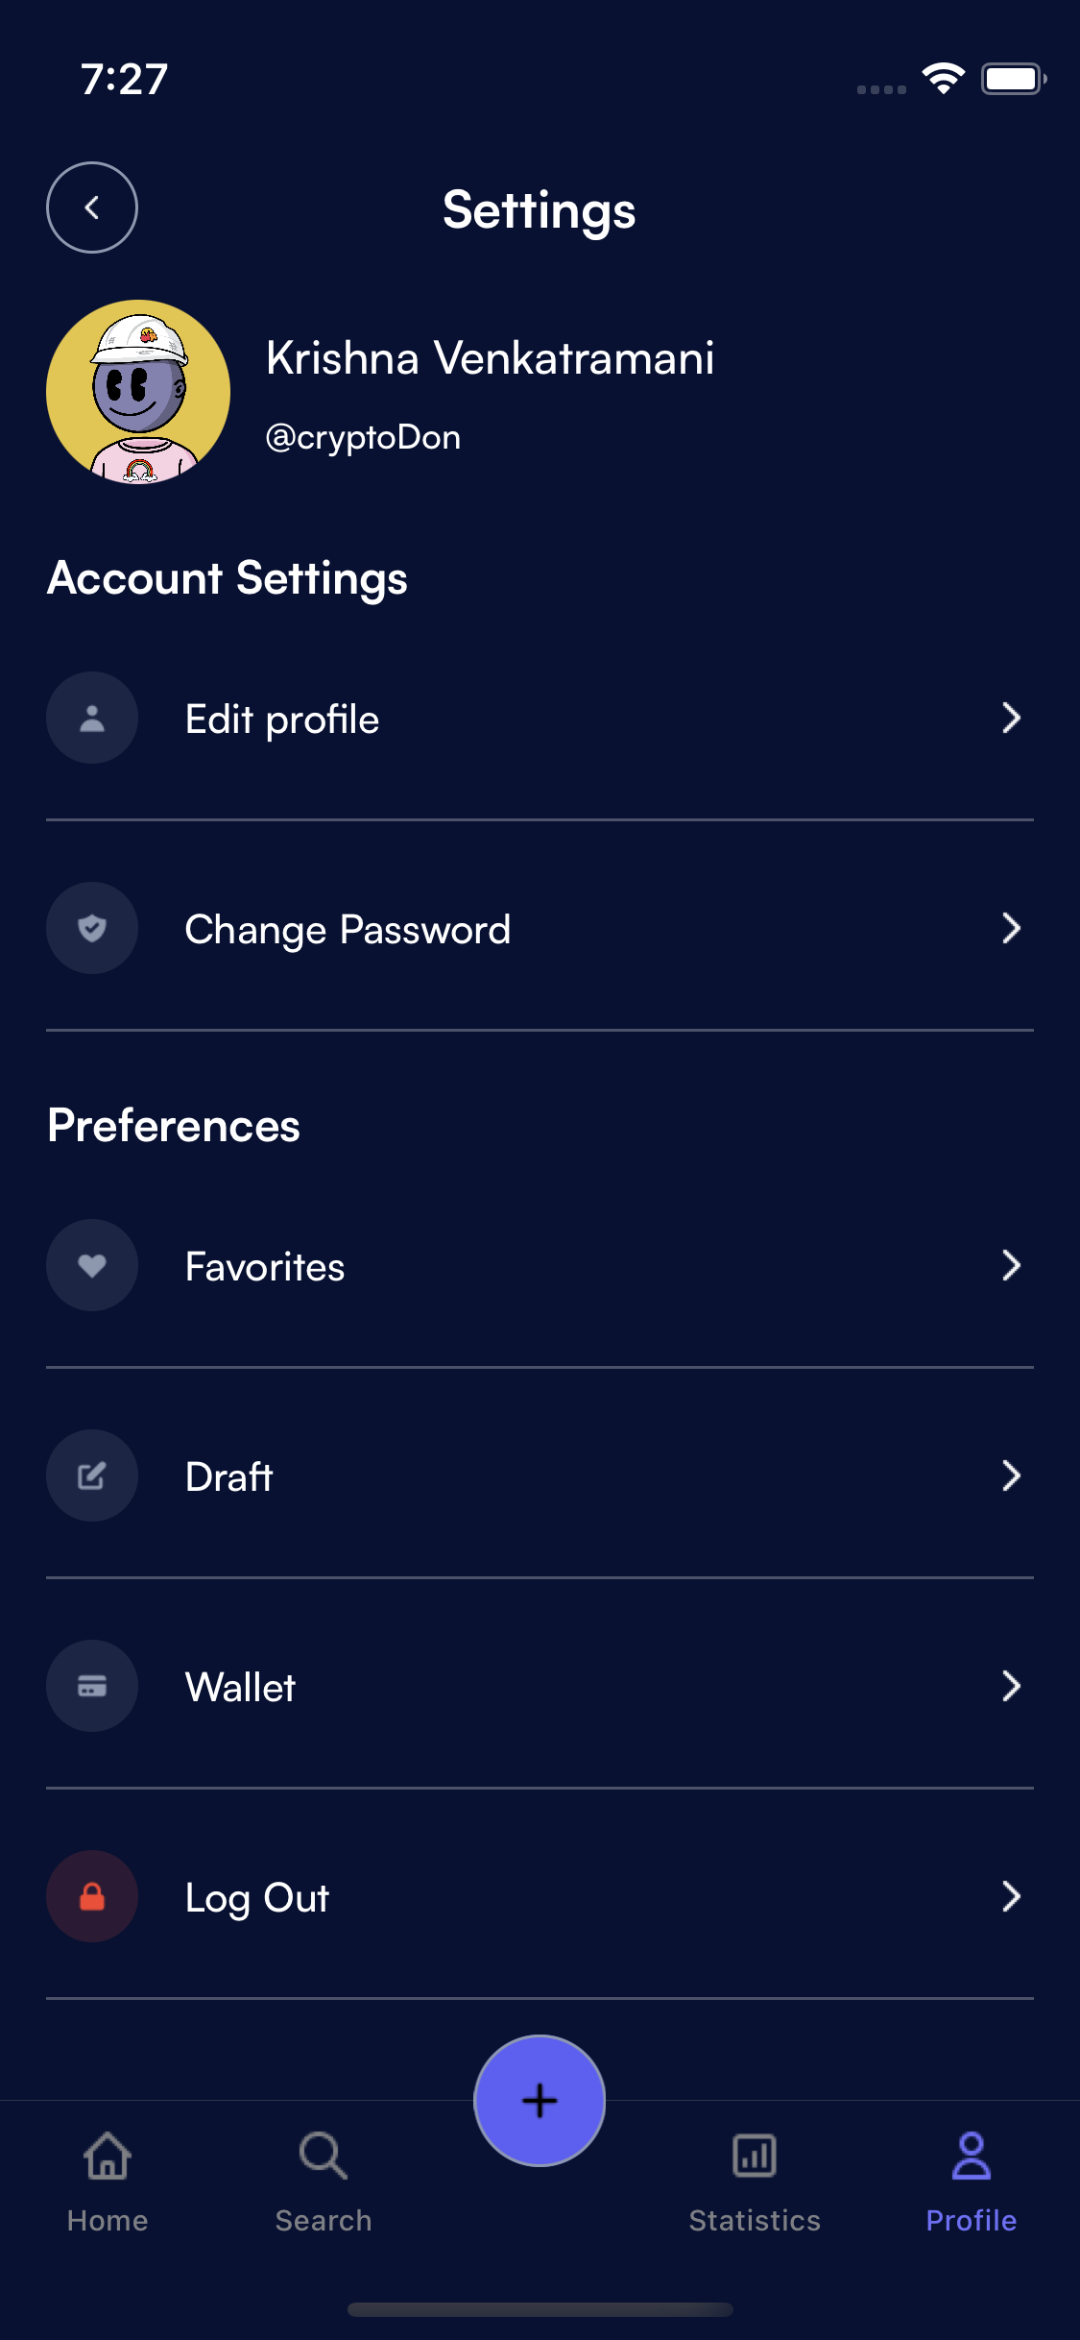 7:27
Settings
Krishna Venkatramani
@cryptoDon
Account Settings
Edit profile
Change Password
Preferences
Favorites
Draft
Wallet
Log Out
Home
Search
Statistics
Profile